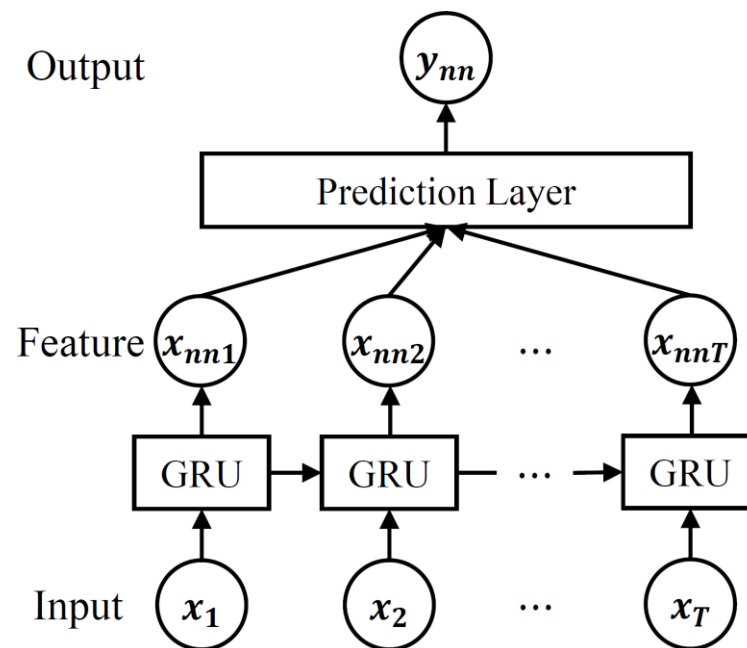 Output y_nn
Prediction Layer
Feature x_nn1 x_nn2 ... x_nnT
GRU GRU ... GRU
Input x_1 x_2 ... x_T